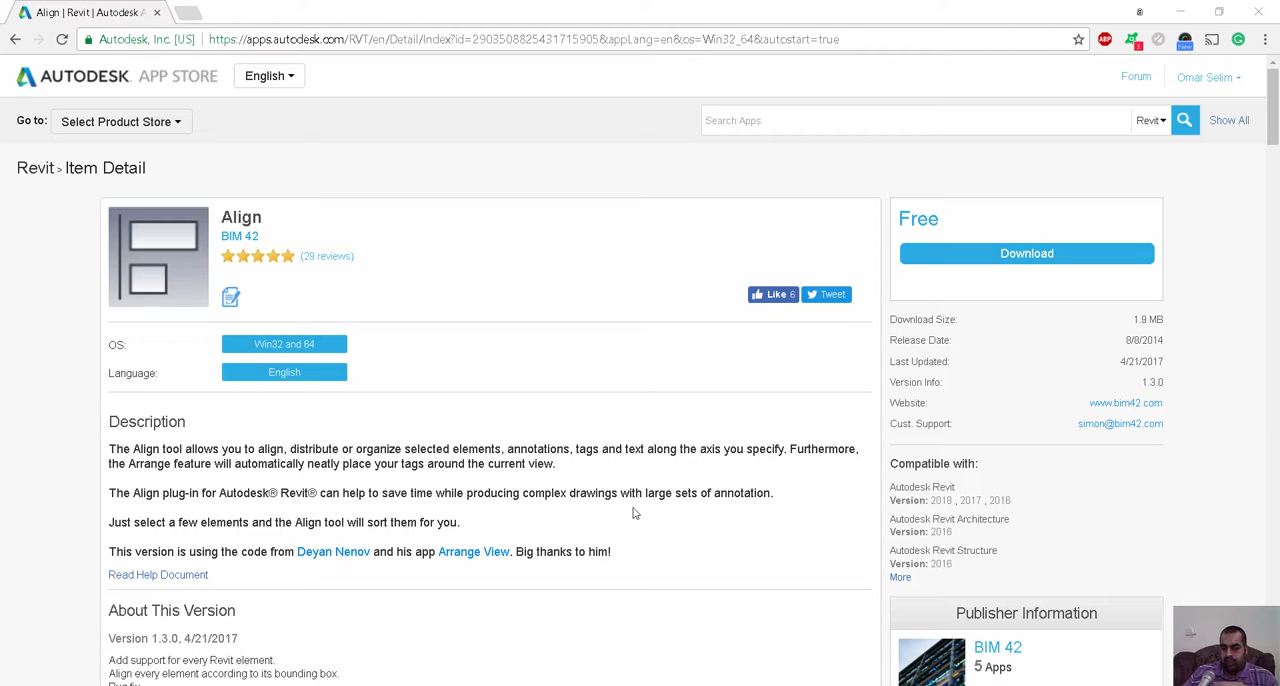 Align | Revit | Autodesk A
Autodesk, Inc. [US] | https://apps.autodesk.com/RVT/en/Detail/Index?id=2903508825431715905&appLang=en&os=Win32_64&autostart=true
ABP
3
New
AUTODESK. APP STORE
English
Forum
Omar Selim
Go to:
Select Product Store
Search Apps
Revit
Show All
Revit > Item Detail
Align
BIM 42
(29 reviews)
Like 6
Tweet
OS:
Win32 and 64
Language:
English
Description
The Align tool allows you to align, distribute or organize selected elements, annotations, tags and text along the axis you specify. Furthermore,
the Arrange feature will automatically neatly place your tags around the current view.
The Align plug-in for Autodesk® Revit® can help to save time while producing complex drawings with large sets of annotation.
Just select a few elements and the Align tool will sort them for you.
This version is using the code from Deyan Nenov and his app Arrange View. Big thanks to him!
Read Help Document
About This Version
Version 1.3.0, 4/21/2017
Add support for every Revit element.
Align every element according to its bounding box.
Bug fix
Free
Download
Download Size: 1.9 MB
Release Date: 8/8/2014
Last Updated: 4/21/2017
Version Info: 1.3.0
Website: www.bim42.com
Cust. Support: simon@bim42.com
Compatible with:
Autodesk Revit
Version: 2018 , 2017 , 2016
Autodesk Revit Architecture
Version: 2016
Autodesk Revit Structure
Version: 2016
More
Publisher Information
BIM 42
5 Apps